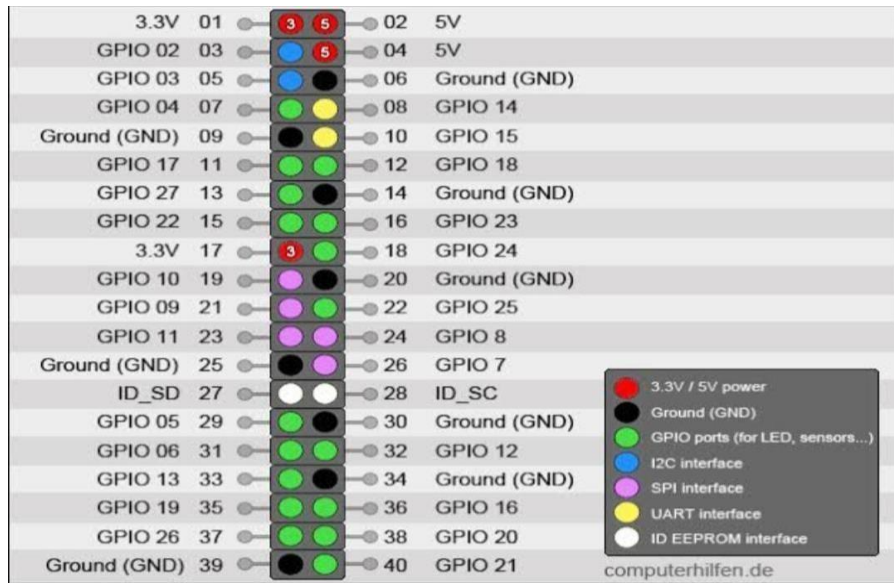 3.3V 01 3 5 02 5V
GPIO 02 03 5 04 5V
GPIO 03 05 06 Ground (GND)
GPIO 04 07 08 GPIO 14
Ground (GND) 09 10 GPIO 15
GPIO 17 11 12 GPIO 18
GPIO 27 13 14 Ground (GND)
GPIO 22 15 16 GPIO 23
3.3V 17 3 18 GPIO 24
GPIO 10 19 20 Ground (GND)
GPIO 09 21 22 GPIO 25
GPIO 11 23 24 GPIO 8
Ground (GND) 25 26 GPIO 7
ID_SD 27 28 ID_SC
GPIO 05 29 30 Ground (GND)
GPIO 06 31 32 GPIO 12
GPIO 13 33 34 Ground (GND)
GPIO 19 35 36 GPIO 16
GPIO 26 37 38 GPIO 20
Ground (GND) 39 40 GPIO 21
3.3V / 5V power
Ground (GND)
GPIO ports (for LED, sensors...)
I2C interface
SPI interface
UART interface
ID EEPROM interface
computerhilfen.de